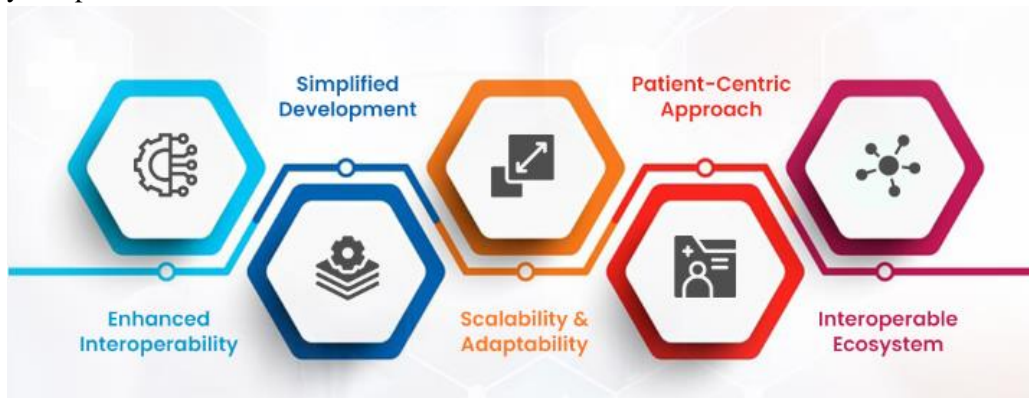 Simplified
Development
Patient-Centric
Approach
Enhanced
Interoperability
Scalability &
Adaptability
Interoperable
Ecosystem